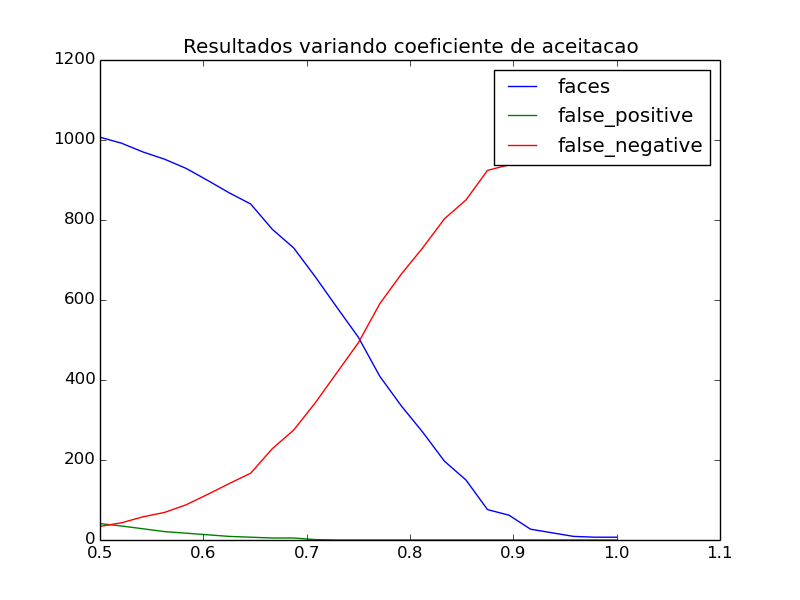 Resultados variando coeficiente de aceitacao
1200
1000
800
600
400
200
0
faces
false_positive
false_negative
0.5 0.6 0.7 0.8 0.9 1.0 1.1